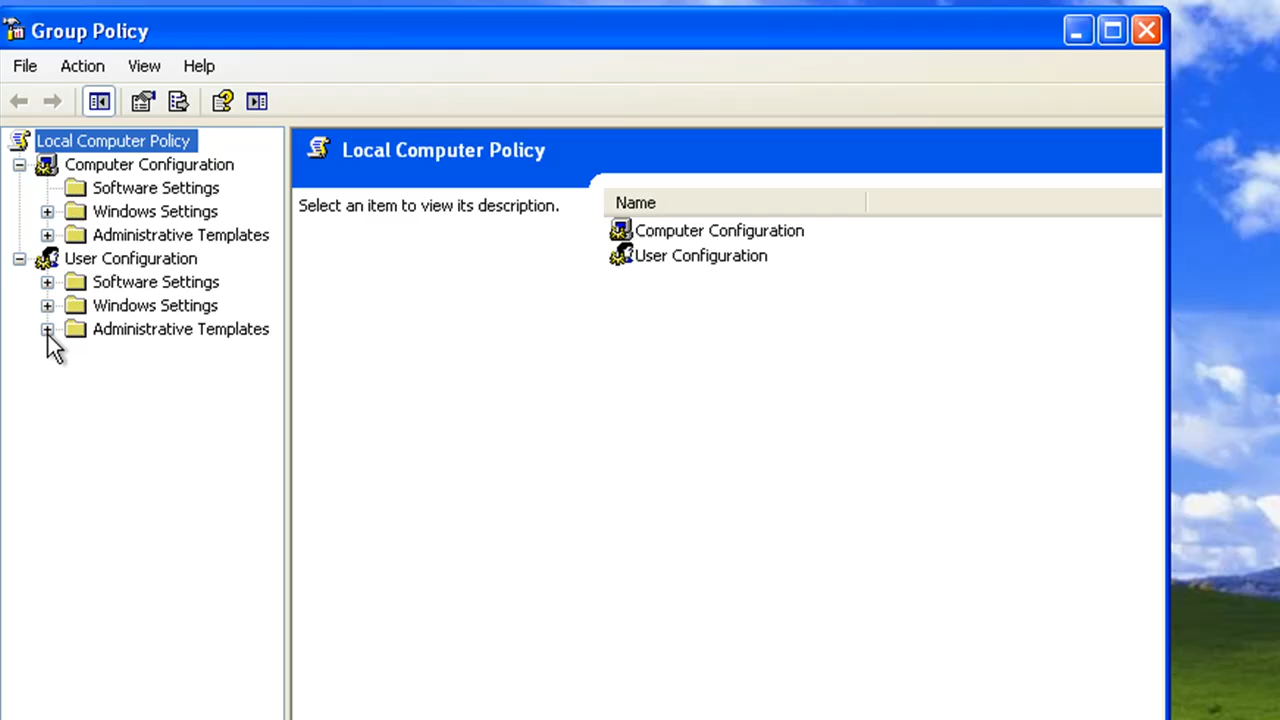 Group Policy
File Action View Help
Local Computer Policy
Computer Configuration
Software Settings
Windows Settings
Administrative Templates
User Configuration
Software Settings
Windows Settings
Administrative Templates
Local Computer Policy
Select an item to view its description.
Name
Computer Configuration
User Configuration